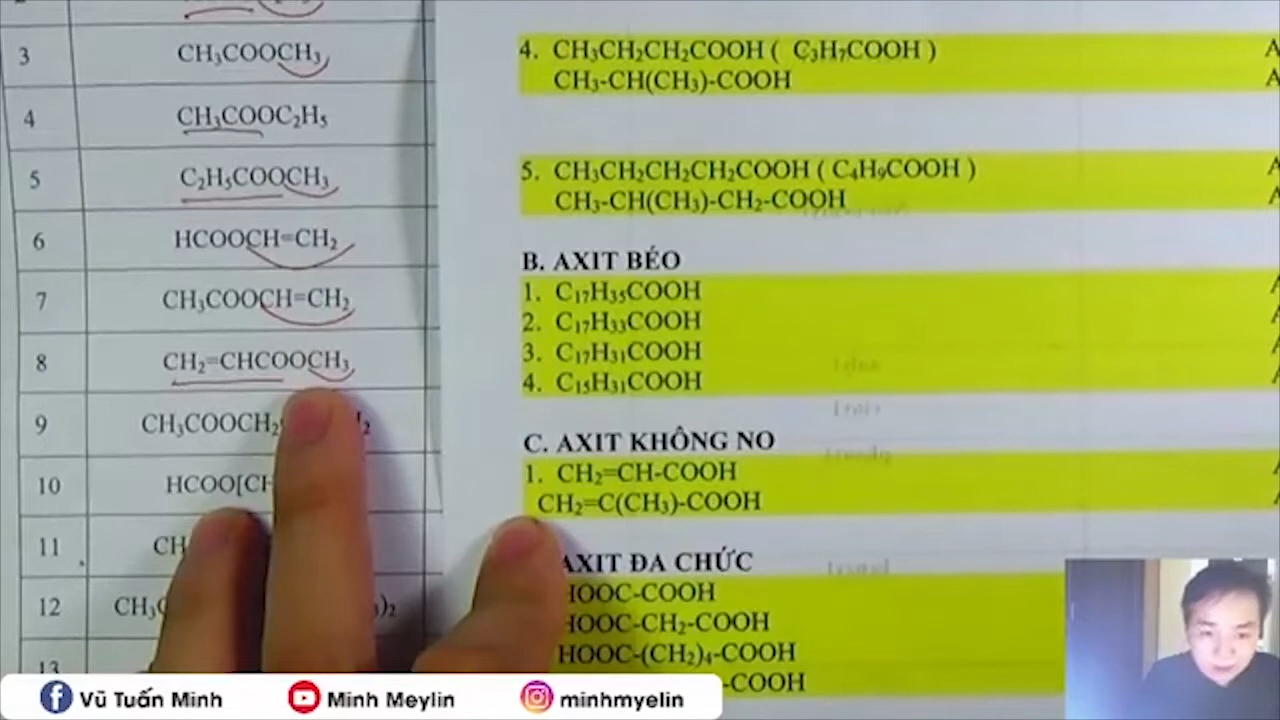 3 CH₃COOCH₃
4 CH₃COOC₂H₅
5 C₂H₅COOCH₃
6 HCOOCH=CH₂
7 CH₃COOCH=CH₂
8 CH₂=CHCOOCH₃
9 CH₃COOCH₂
10 HCOO[CH
11 CH
12 CH₃ )₂
13
4. CH₃CH₂CH₂COOH ( C₃H₇COOH )
CH₃-CH(CH₃)-COOH
5. CH₃CH₂CH₂CH₂COOH ( C₄H₉COOH )
CH₃-CH(CH₃)-CH₂-COOH
B. AXIT BÉO
1. C₁₇H₃₅COOH
2. C₁₇H₃₃COOH
3. C₁₇H₃₁COOH
4. C₁₅H₃₁COOH
C. AXIT KHÔNG NO
1. CH₂=CH-COOH
CH₂=C(CH₃)-COOH
AXIT ĐA CHỨC
HOOC-COOH
HOOC-CH₂-COOH
HOOC-(CH₂)₄-COOH
-COOH
Vũ Tuấn Minh Minh Meylin minhmyelin